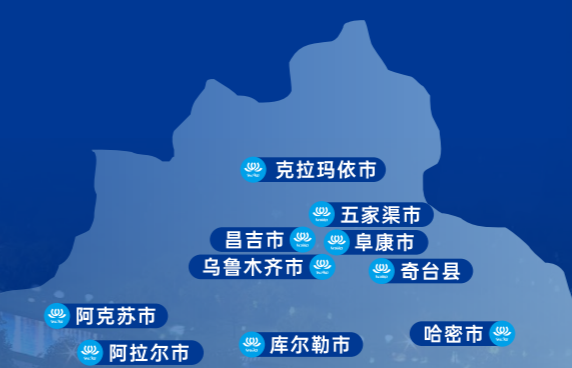 克拉玛依市
五家渠市
昌吉市
阜康市
乌鲁木齐市
奇台县
阿克苏市
哈密市
库尔勒市
阿拉尔市